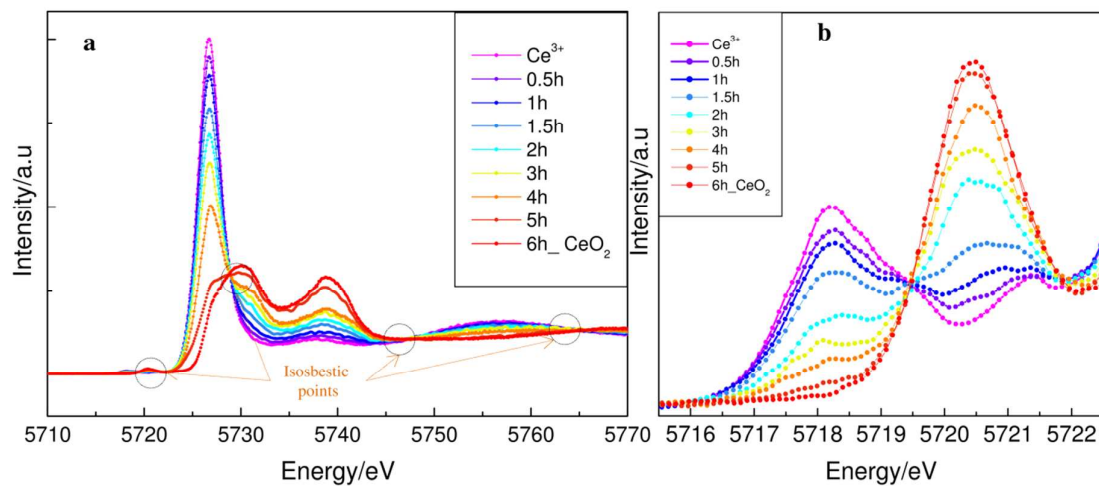 a
Intensity/a.u
Ce³⁺
0.5h
1h
1.5h
2h
3h
4h
5h
6h_ CeO₂
Isosbestic
points
5710 5720 5730 5740 5750 5760 5770
Energy/eV
b
Intensity/a.u
Ce³⁺
0.5h
1h
1.5h
2h
3h
4h
5h
6h_CeO₂
5716 5717 5718 5719 5720 5721 5722
Energy/eV